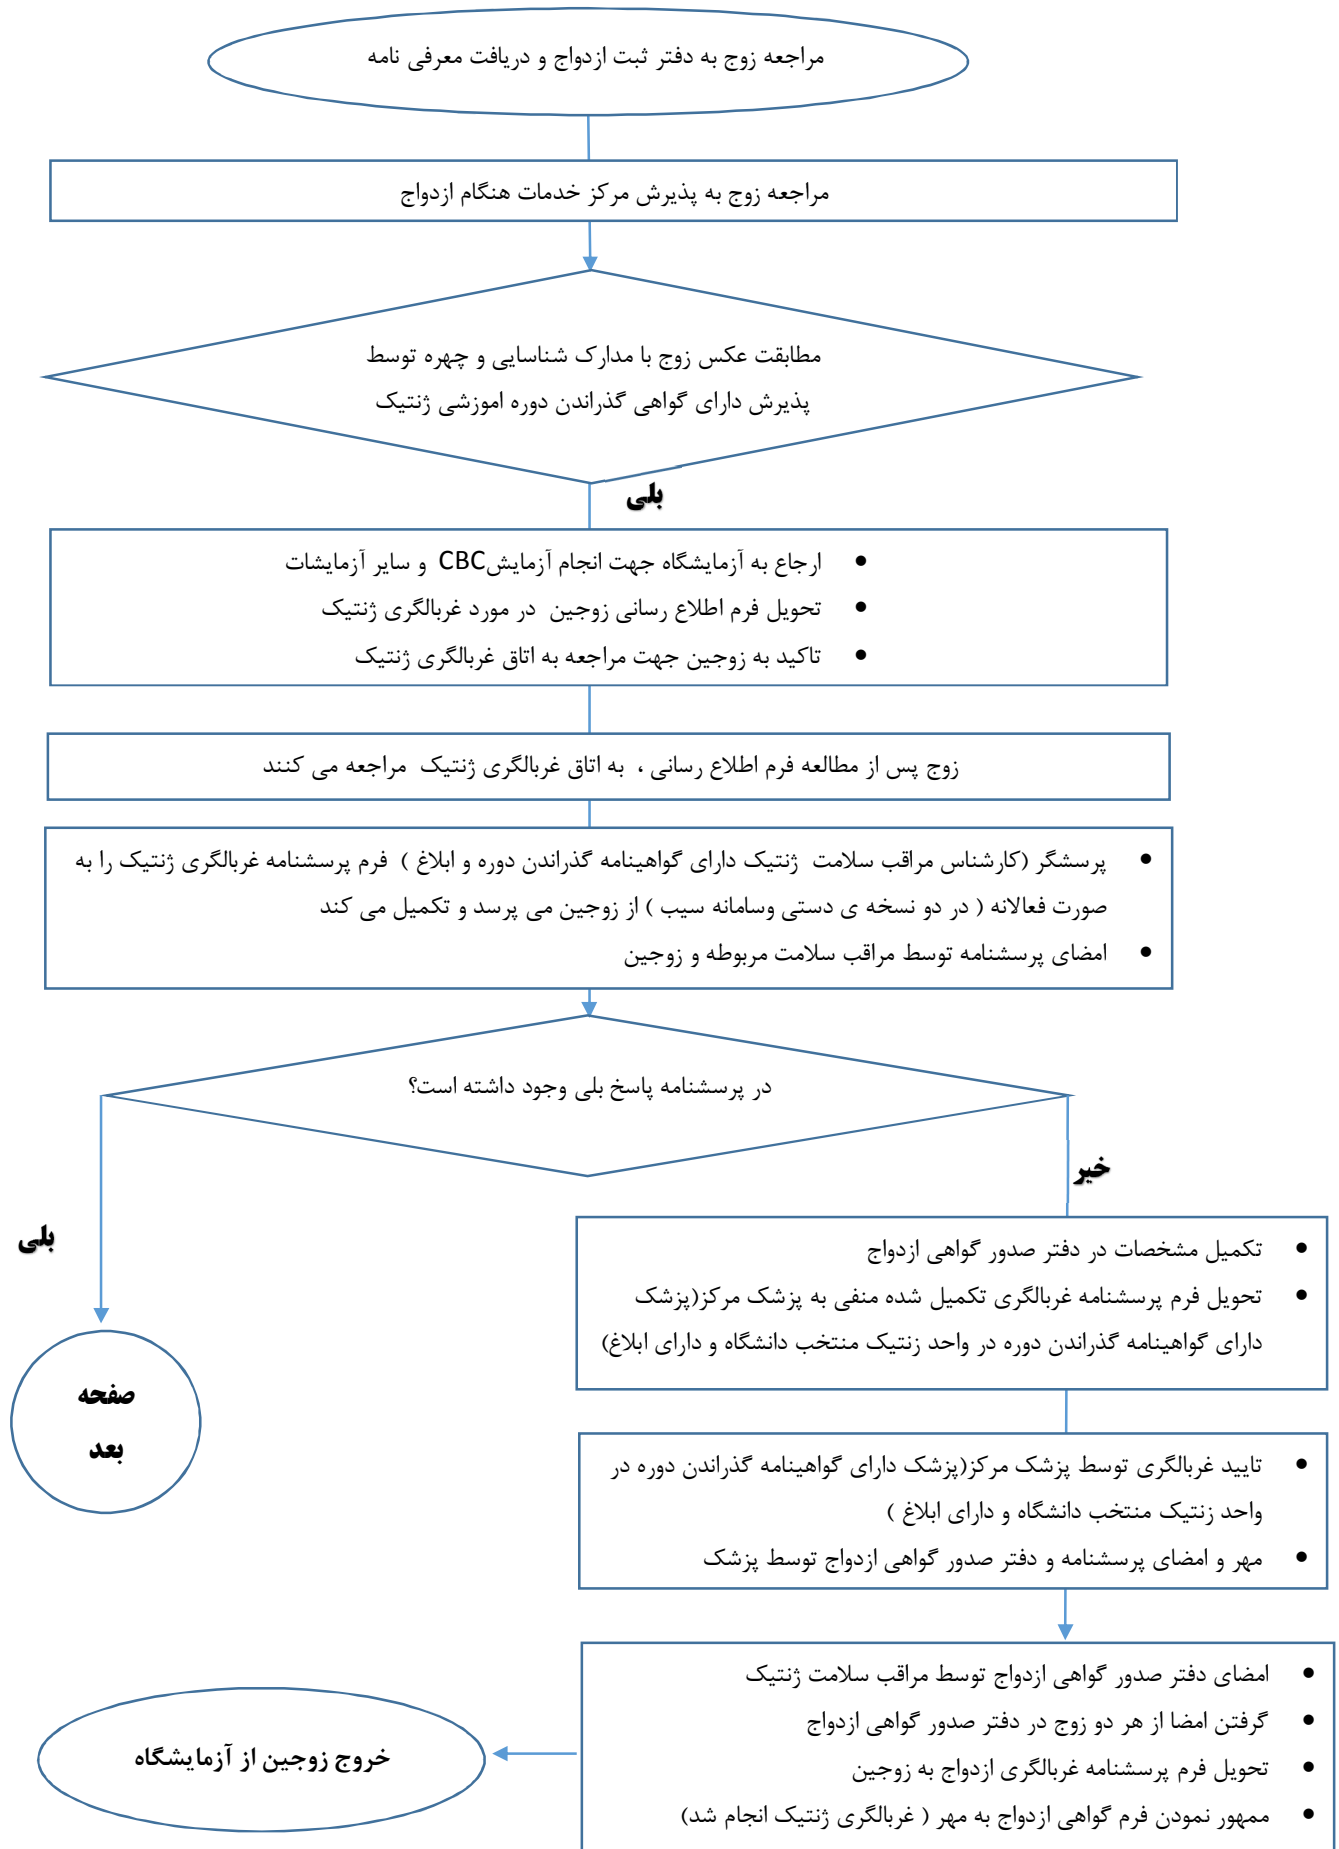 مراجعه زوج به دفتر ثبت ازدواج و دریافت معرفی نامه
مراجعه زوج به پذیرش مرکز خدمات هنگام ازدواج
مطابقت عکس زوج با مدارک شناسایی و چهره توسط
پذیرش دارای گواهی گذراندن دوره اموزشی ژنتیک
بلی
• ارجاع به آزمایشگاه جهت انجام آزمایشCBC و سایر آزمایشات
• تحویل فرم اطلاع رسانی زوجین در مورد غربالگری ژنتیک
• تاکید به زوجین جهت مراجعه به اتاق غربالگری ژنتیک
زوج پس از مطالعه فرم اطلاع رسانی ، به اتاق غربالگری ژنتیک مراجعه می کنند
• پرسشگر (کارشناس مراقب سلامت ژنتیک دارای گواهینامه گذراندن دوره و ابلاغ ) فرم پرسشنامه غربالگری ژنتیک را به
صورت فعالانه ( در دو نسخه ی دستی وسامانه سیب ) از زوجین می پرسد و تکمیل می کند
• امضای پرسشنامه توسط مراقب سلامت مربوطه و زوجین
در پرسشنامه پاسخ بلی وجود داشته است؟
خیر
بلی
• تکمیل مشخصات در دفتر صدور گواهی ازدواج
• تحویل فرم پرسشنامه غربالگری تکمیل شده منفی به پزشک مرکز(پزشک
دارای گواهینامه گذراندن دوره در واحد زنتیک منتخب دانشگاه و دارای ابلاغ)
صفحه
بعد
• تایید غربالگری توسط پزشک مرکز(پزشک دارای گواهینامه گذراندن دوره در
واحد زنتیک منتخب دانشگاه و دارای ابلاغ )
• مهر و امضای پرسشنامه و دفتر صدور گواهی ازدواج توسط پزشک
• امضای دفتر صدور گواهی ازدواج توسط مراقب سلامت ژنتیک
• گرفتن امضا از هر دو زوج در دفتر صدور گواهی ازدواج
• تحویل فرم پرسشنامه غربالگری ازدواج به زوجین
• ممهور نمودن فرم گواهی ازدواج به مهر ( غربالگری ژنتیک انجام شد)
خروج زوجین از آزمایشگاه